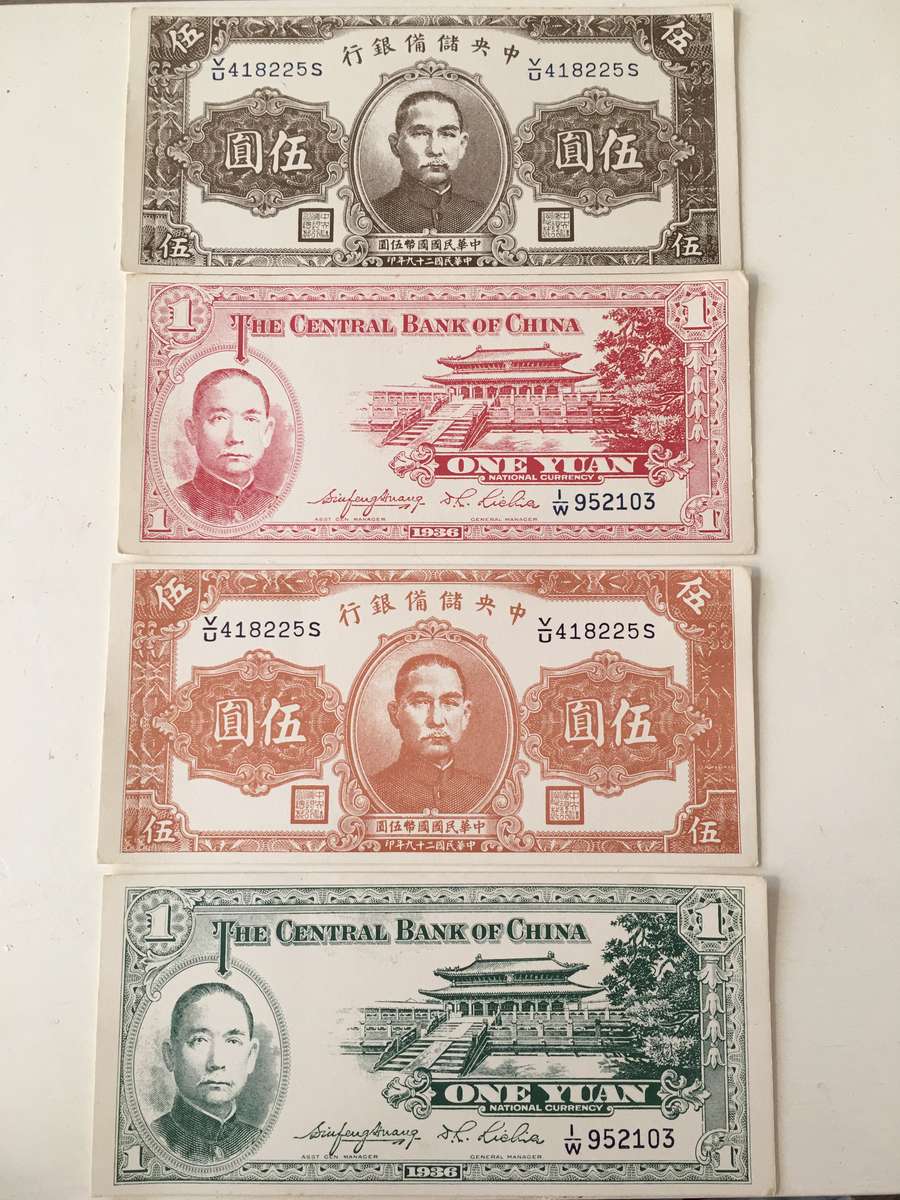 伍
伍
中央儲備銀行
V/U 418225S
V/U 418225S
伍圓
伍圓
中華民國國幣伍圓
中華民國二十九年印
伍
伍
1
1
THE CENTRAL BANK OF CHINA
ONE YUAN
NATIONAL CURRENCY
I/W 952103
ASST GEN. MANAGER
GENERAL MANAGER
1
1936
1
伍
伍
中央儲備銀行
V/U 418225S
V/U 418225S
伍圓
伍圓
中華民國國幣伍圓
中華民國二十九年印
伍
伍
1
1
THE CENTRAL BANK OF CHINA
ONE YUAN
NATIONAL CURRENCY
I/W 952103
ASST GEN. MANAGER
GENERAL MANAGER
1
1936
1